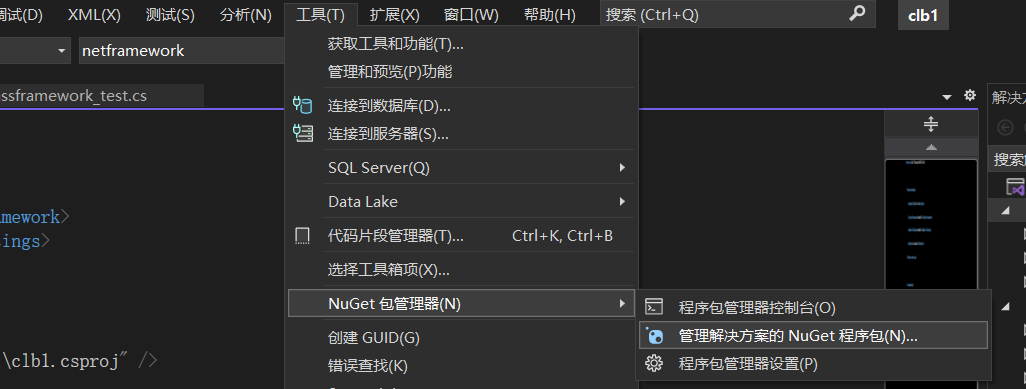 调试(D) XML(X) 测试(S) 分析(N) 工具(T) 扩展(X) 窗口(W) 帮助(H) 搜索 (Ctrl+Q) clb1
netframework
获取工具和功能(T)...
管理和预览(P)功能
ssframework_test.cs
连接到数据库(D)...
解决方
连接到服务器(S)...
搜索
SQL Server(Q)
Data Lake
amework>
代码片段管理器(T)... Ctrl+K, Ctrl+B
ings>
选择工具箱项(X)...
NuGet 包管理器(N)
程序包管理器控制台(O)
创建 GUID(G)
管理解决方案的 NuGet 程序包(N)...
\clb1.csproj" />
错误查找(K)
程序包管理器设置(P)